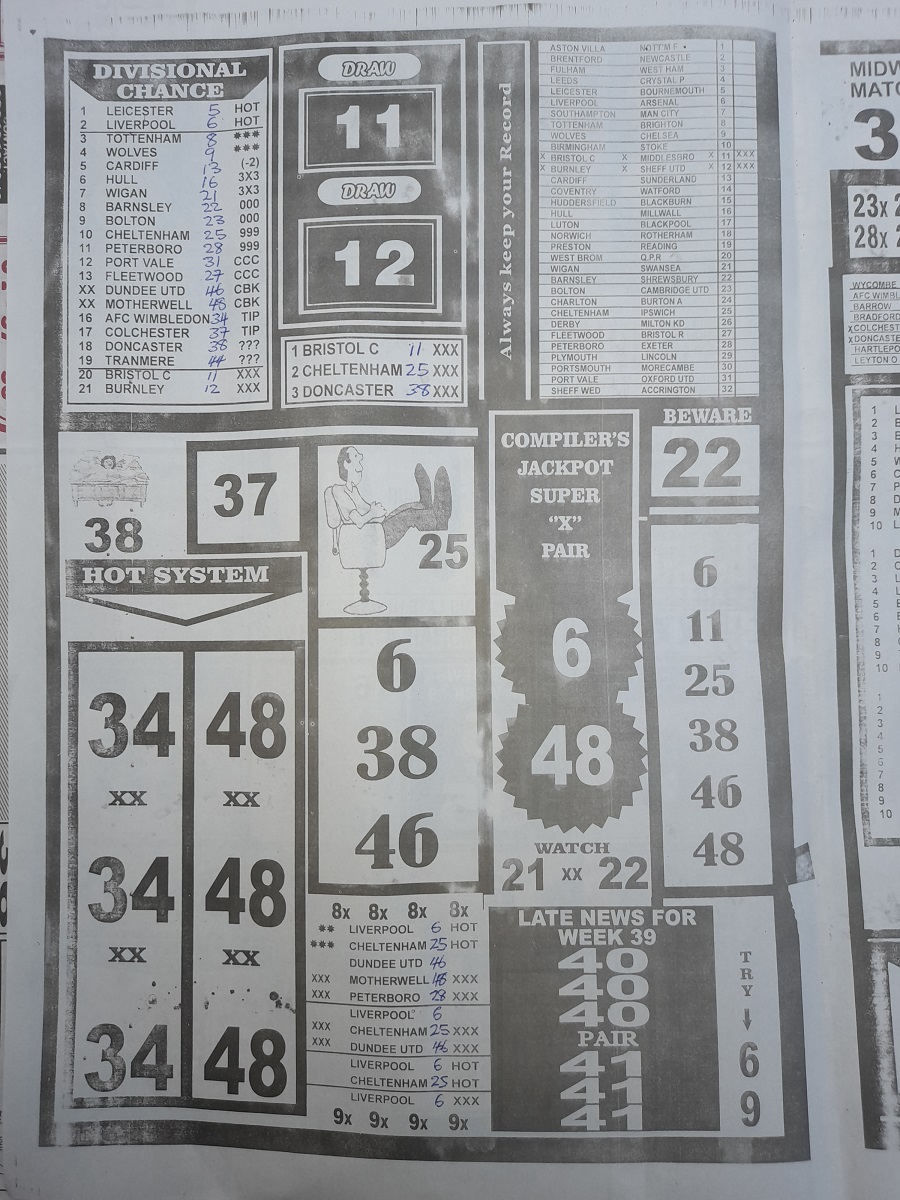 DIVISIONAL
CHANCE
1 LEICESTER 5 HOT
2 LIVERPOOL 6 HOT
3 TOTTENHAM 8 ***
4 WOLVES 9 ***
5 CARDIFF 13 (-2)
6 HULL 16 3X3
7 WIGAN 21 3X3
8 BARNSLEY 22 000
9 BOLTON 23 000
10 CHELTENHAM 25 999
11 PETERBORO 28 999
12 PORT VALE 31 CCC
13 FLEETWOOD 27 CCC
XX DUNDEE UTD 46 CBK
XX MOTHERWELL 48 CBK
16 AFC WIMBLEDON 34 TIP
17 COLCHESTER 37 TIP
18 DONCASTER 38 ???
19 TRANMERE 44 ???
20 BRISTOL C 11 XXX
21 BURNLEY 12 XXX
DRAW
11
DRAW
12
1 BRISTOL C 11 XXX
2 CHELTENHAM 25 XXX
3 DONCASTER 38 XXX
Always keep your Record
ASTON VILLA NOTT'M F 1
BRENTFORD NEWCASTLE 2
FULHAM WEST HAM 3
LEEDS CRYSTAL P 4
LEICESTER BOURNEMOUTH 5
LIVERPOOL ARSENAL 6
SOUTHAMPTON MAN CITY 7
TOTTENHAM BRIGHTON 8
WOLVES CHELSEA 9
BIRMINGHAM STOKE 10
X BRISTOL C X MIDDLESBRO X 11 XXX
X BURNLEY X SHEFF UTD X 12 XXX
CARDIFF SUNDERLAND 13
COVENTRY WATFORD 14
HUDDERSFIELD BLACKBURN 15
HULL MILLWALL 16
LUTON BLACKPOOL 17
NORWICH ROTHERHAM 18
PRESTON READING 19
WEST BROM Q.P.R 20
WIGAN SWANSEA 21
BARNSLEY SHREWSBURY 22
BOLTON CAMBRIDGE UTD 23
CHARLTON BURTON A 24
CHELTENHAM IPSWICH 25
DERBY MILTON KD 26
FLEETWOOD BRISTOL R 27
PETERBORO EXETER 28
PLYMOUTH LINCOLN 29
PORTSMOUTH MORECAMBE 30
PORT VALE OXFORD UTD 31
SHEFF WED ACCRINGTON 32
38
37
25
HOT SYSTEM
34 48
XX XX
34 48
XX XX
34 48
6
38
46
8x 8x 8x 8x
** LIVERPOOL 6 HOT
*** CHELTENHAM 25 HOT
DUNDEE UTD 46
XXX MOTHERWELL 48 XXX
XXX PETERBORO 28 XXX
LIVERPOOL 6
XXX CHELTENHAM 25 XXX
XXX DUNDEE UTD 46 XXX
LIVERPOOL 6 HOT
CHELTENHAM 25 HOT
LIVERPOOL 6 XXX
9x 9x 9x 9x
COMPILER'S
JACKPOT
SUPER
"X"
PAIR
6
48
WATCH
21 XX 22
BEWARE
22
6
11
25
38
46
48
LATE NEWS FOR
WEEK 39
40
40
40
PAIR
41
41
41
TRY
6
9
23x
28x
WYCOMBE
BARROW